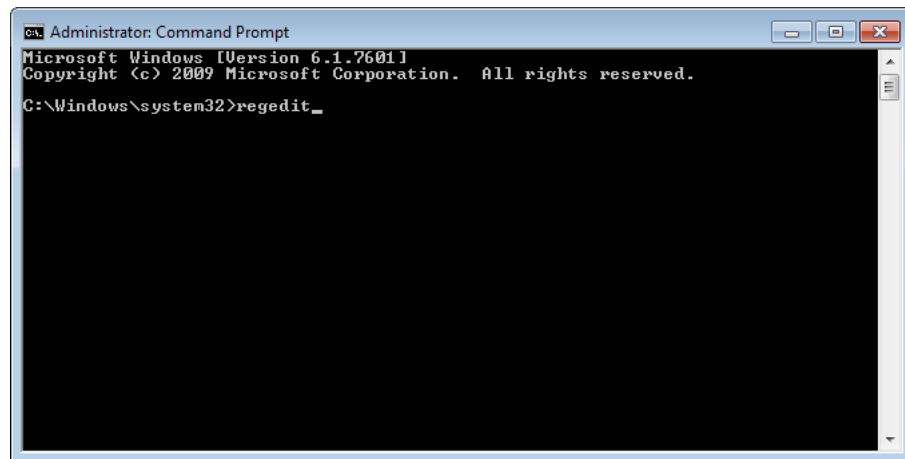 Administrator: Command Prompt
Microsoft Windows [Version 6.1.7601]
Copyright (c) 2009 Microsoft Corporation.  All rights reserved.
C:\Windows\system32>regedit_